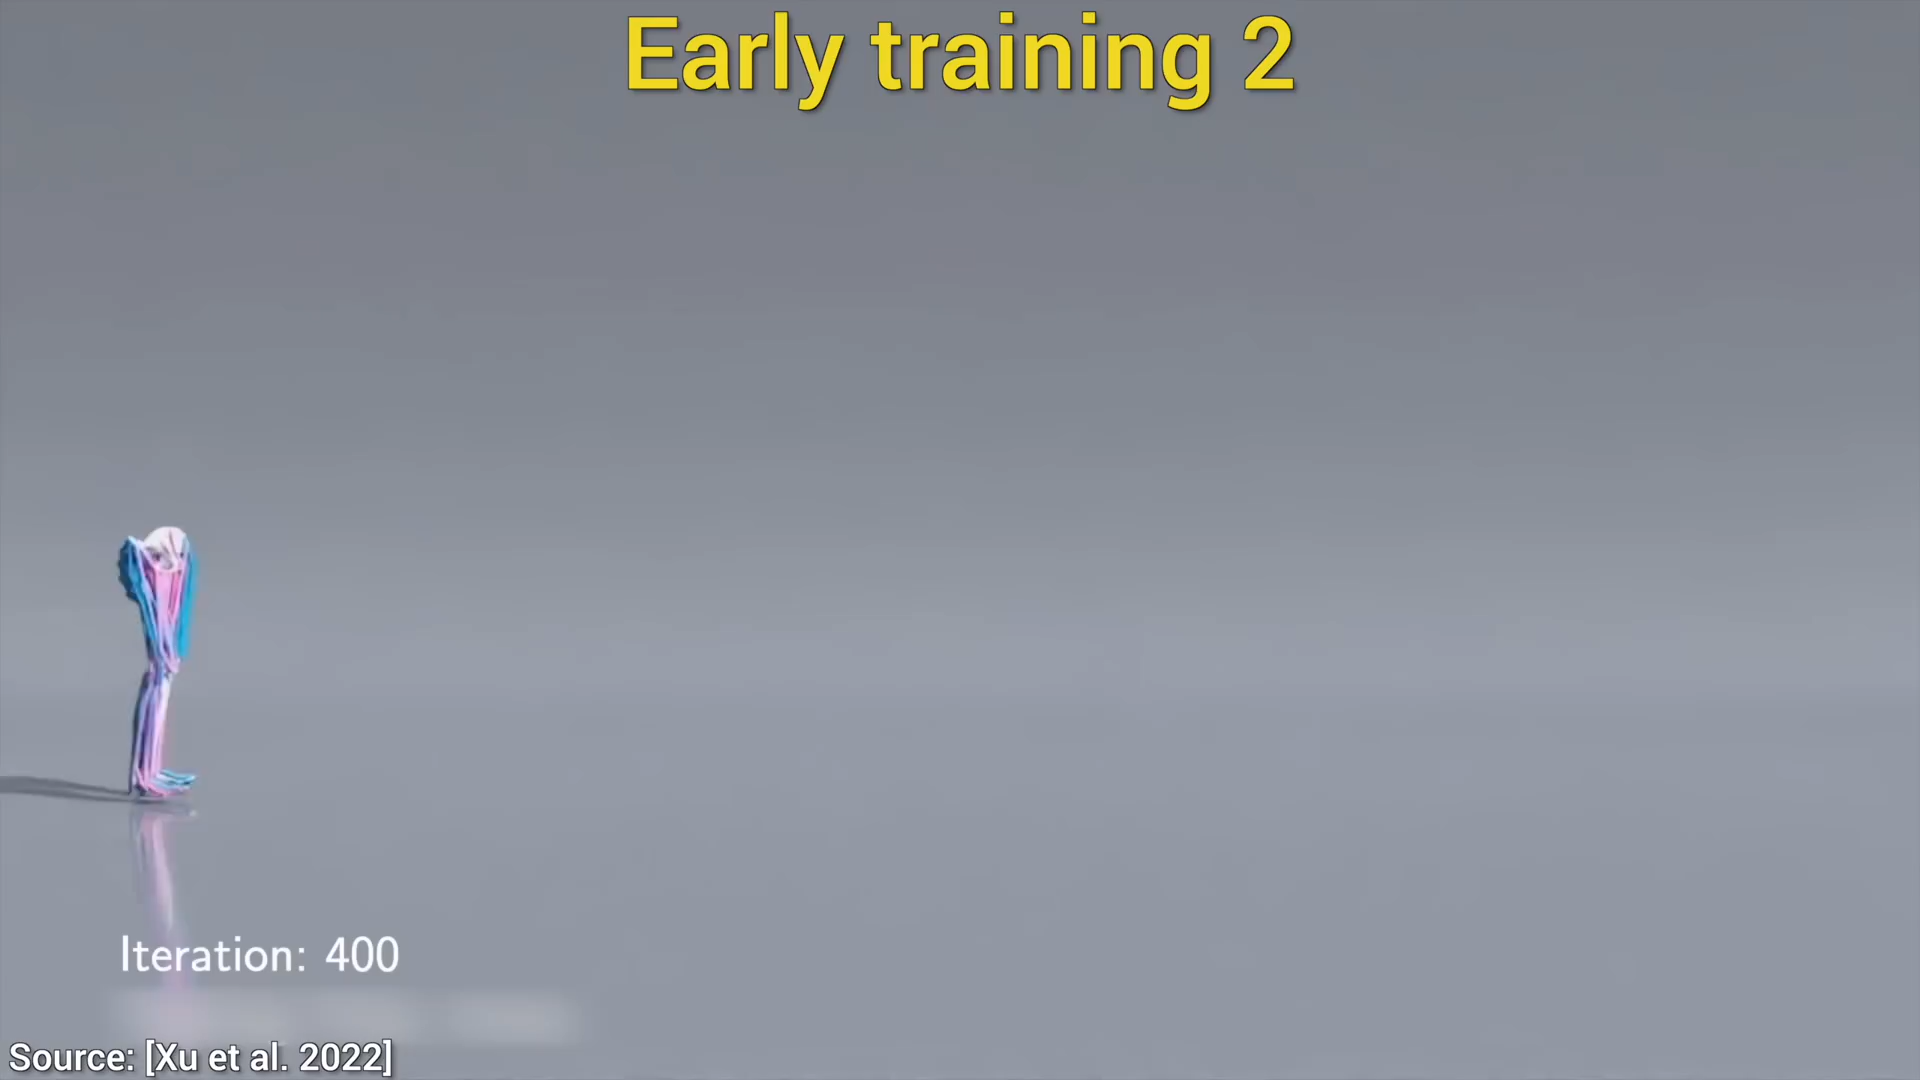 Early training 2
Iteration: 400
Source: [Xu et al. 2022]